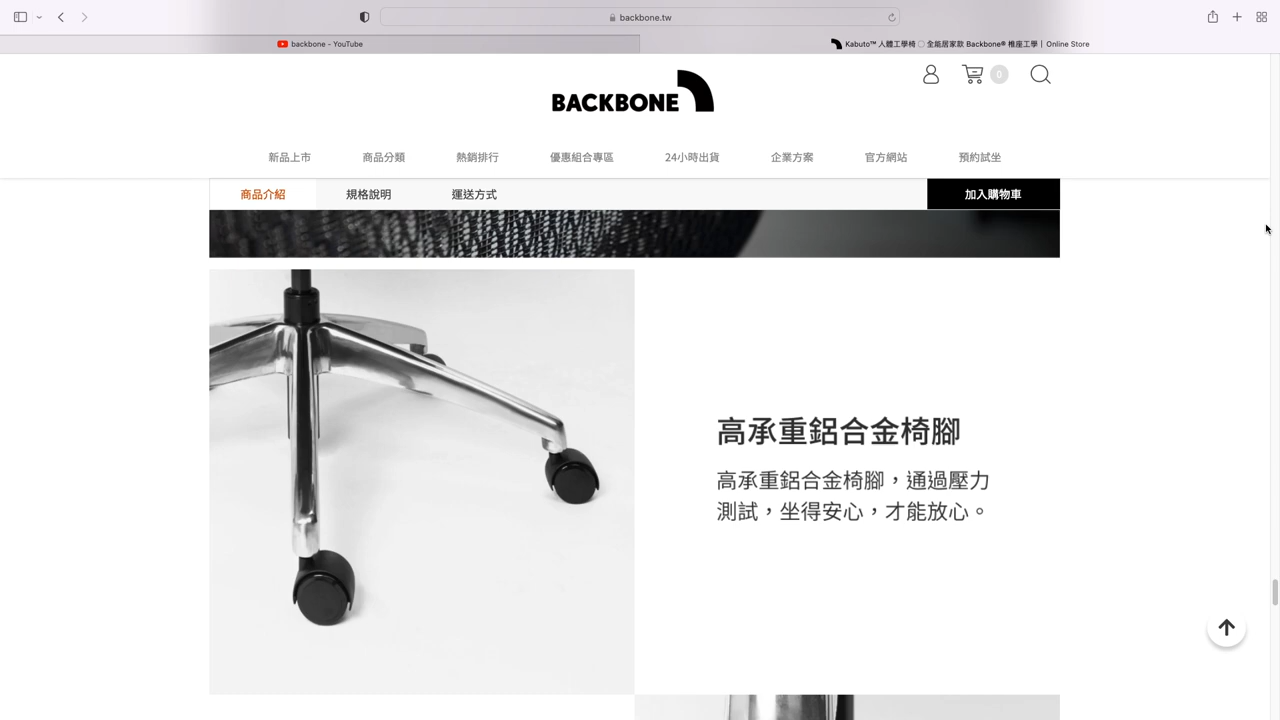 backbone.tw
backbone - YouTube
Kabuto™ 人體工學椅 ◯ 全能居家款 Backbone® 椎座工學 | Online Store
BACKBONE
0
新品上市 商品分類 熱銷排行 優惠組合專區 24小時出貨 企業方案 官方網站 預約試坐
商品介紹 規格說明 運送方式 加入購物車
高承重鋁合金椅腳
高承重鋁合金椅腳，通過壓力
測試，坐得安心，才能放心。